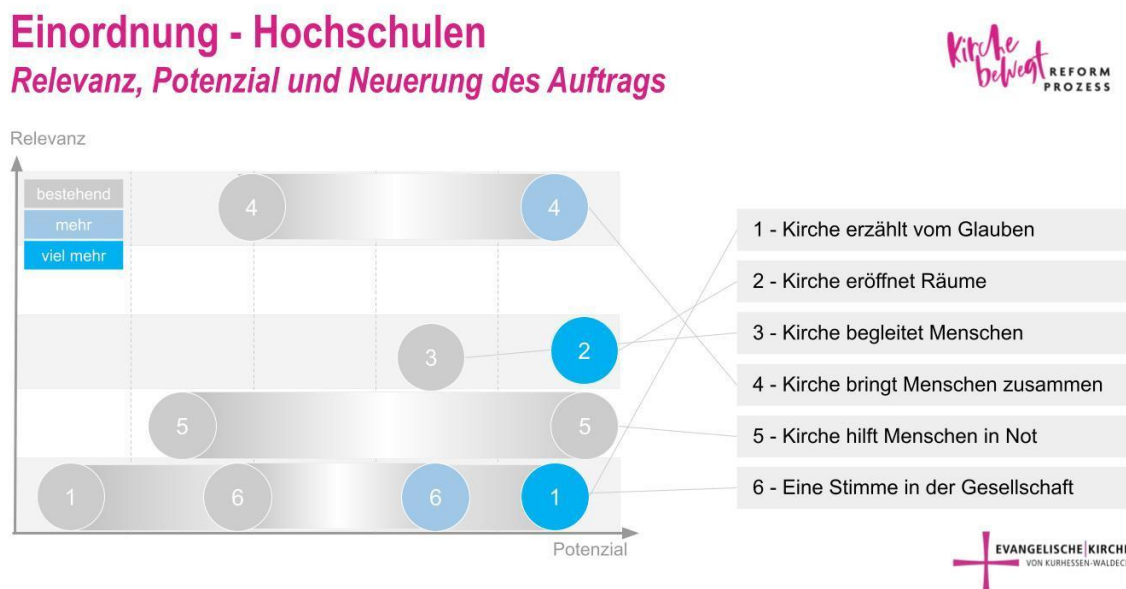 Einordnung - Hochschulen
Relevanz, Potenzial und Neuerung des Auftrags
Kirche
bewegt REFORM
PROZESS
Relevanz
bestehend
mehr
viel mehr
4
4
3
2
5
5
1
6
6
1
Potenzial
1 - Kirche erzählt vom Glauben
2 - Kirche eröffnet Räume
3 - Kirche begleitet Menschen
4 - Kirche bringt Menschen zusammen
5 - Kirche hilft Menschen in Not
6 - Eine Stimme in der Gesellschaft
EVANGELISCHE KIRCHE
VON KURHESSEN-WALDEC